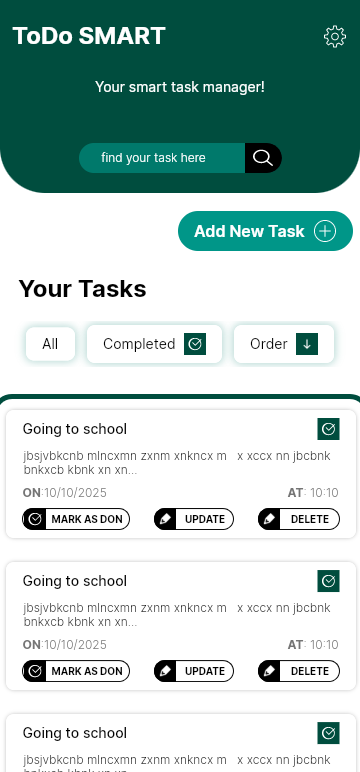 ToDo SMART
Your smart task manager!
find your task here
Add New Task
Your Tasks
All
Completed
Order
Going to school
jbsjvbkcnb mlncxmn zxnm xnkncx m x xccx nn jbcbnk
bnkxcb kbnk xn xn...
ON:10/10/2025
AT: 10:10
MARK AS DON
UPDATE
DELETE
Going to school
jbsjvbkcnb mlncxmn zxnm xnkncx m x xccx nn jbcbnk
bnkxcb kbnk xn xn...
ON:10/10/2025
AT: 10:10
MARK AS DON
UPDATE
DELETE
Going to school
jbsjvbkcnb mlncxmn zxnm xnkncx m x xccx nn jbcbnk
bnkxcb kbnk xn xn...